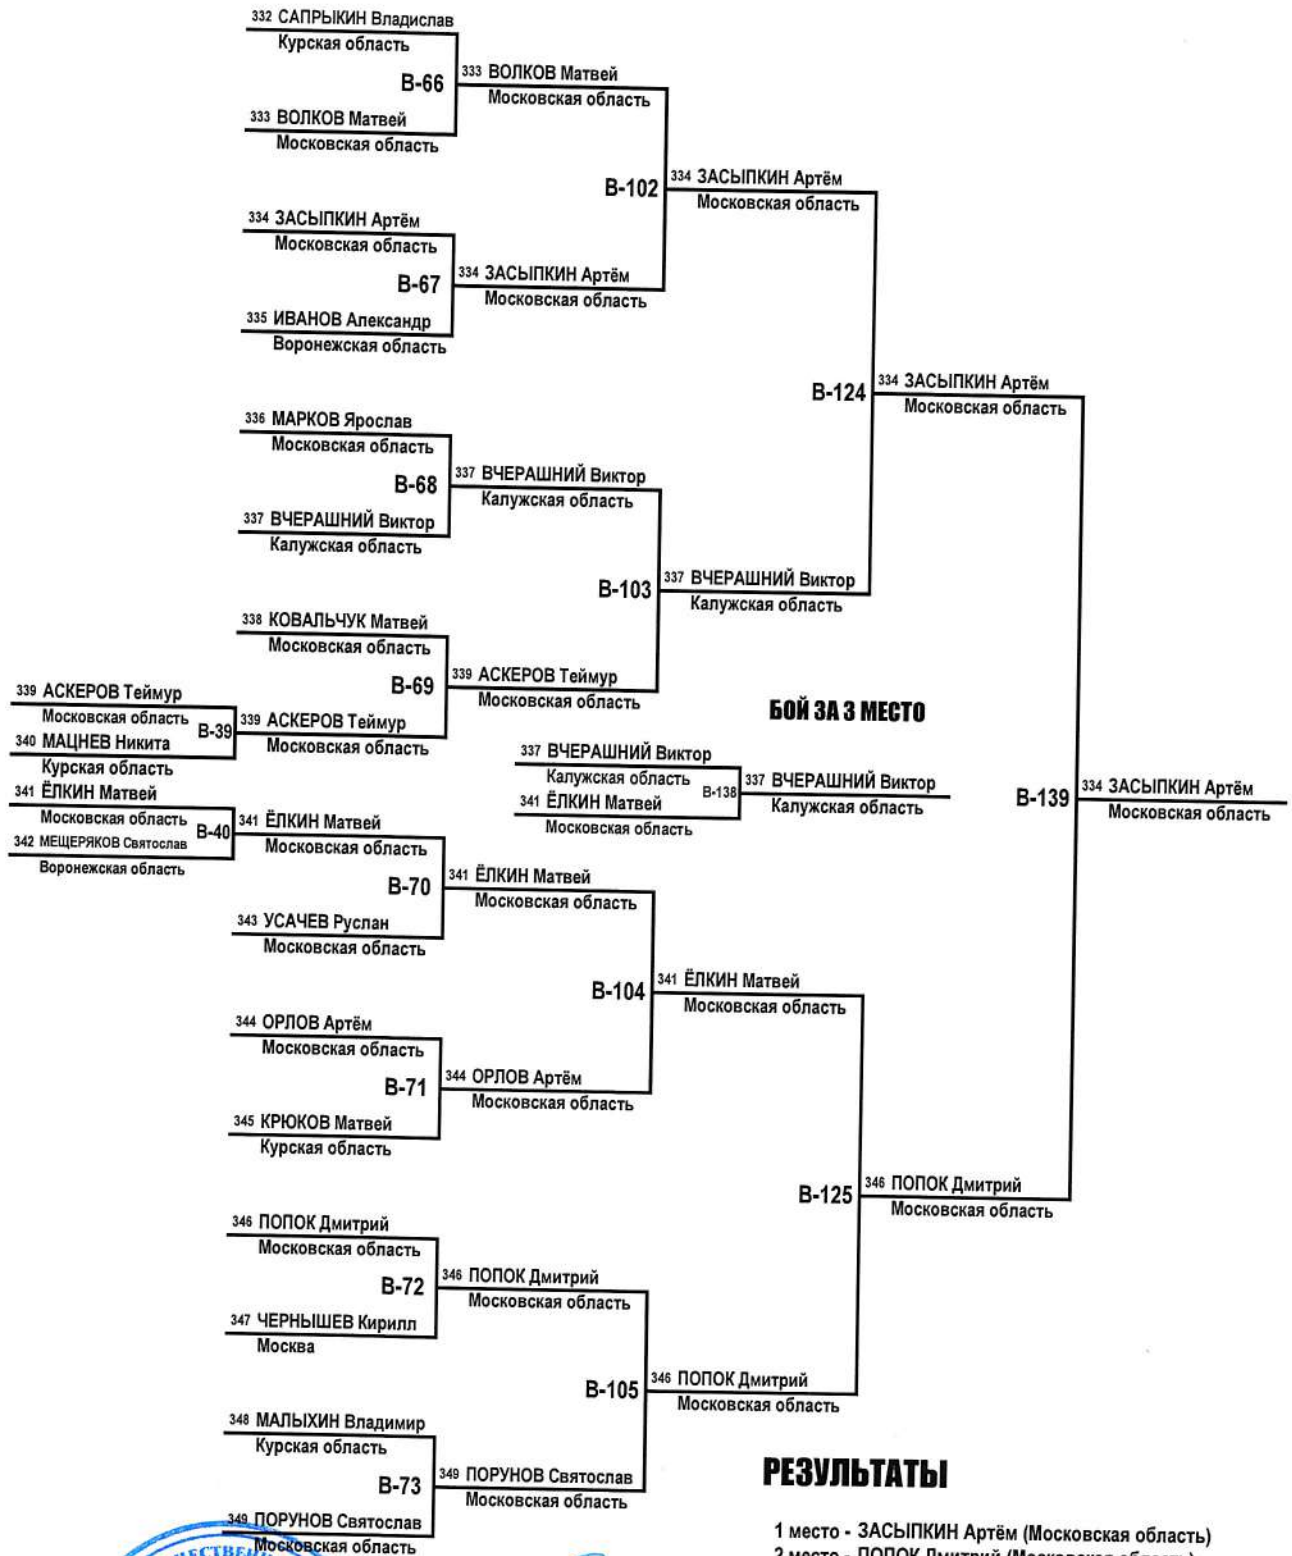 332 САПРЫКИН Владислав
Курская область
В-66
333 ВОЛКОВ Матвей
Московская область
333 ВОЛКОВ Матвей
Московская область
В-102
334 ЗАСЫПКИН Артём
Московская область
334 ЗАСЫПКИН Артём
Московская область
В-67
334 ЗАСЫПКИН Артём
Московская область
335 ИВАНОВ Александр
Воронежская область
В-124
334 ЗАСЫПКИН Артём
Московская область
336 МАРКОВ Ярослав
Московская область
В-68
337 ВЧЕРАШНИЙ Виктор
Калужская область
337 ВЧЕРАШНИЙ Виктор
Калужская область
В-103
337 ВЧЕРАШНИЙ Виктор
Калужская область
338 КОВАЛЬЧУК Матвей
Московская область
В-69
339 АСКЕРОВ Теймур
Московская область
339 АСКЕРОВ Теймур
Московская область
В-39
339 АСКЕРОВ Теймур
Московская область
340 МАЦНЕВ Никита
Курская область
БОЙ ЗА 3 МЕСТО
337 ВЧЕРАШНИЙ Виктор
Калужская область
В-138
337 ВЧЕРАШНИЙ Виктор
Калужская область
341 ЁЛКИН Матвей
Московская область
В-139
334 ЗАСЫПКИН Артём
Московская область
341 ЁЛКИН Матвей
Московская область
В-40
341 ЁЛКИН Матвей
Московская область
342 МЕЩЕРЯКОВ Святослав
Воронежская область
В-70
341 ЁЛКИН Матвей
Московская область
343 УСАЧЕВ Руслан
Московская область
В-104
341 ЁЛКИН Матвей
Московская область
344 ОРЛОВ Артём
Московская область
В-71
344 ОРЛОВ Артём
Московская область
345 КРЮКОВ Матвей
Курская область
В-125
346 ПОПОК Дмитрий
Московская область
346 ПОПОК Дмитрий
Московская область
В-72
346 ПОПОК Дмитрий
Московская область
347 ЧЕРНЫШЕВ Кирилл
Москва
В-105
346 ПОПОК Дмитрий
Московская область
348 МАЛЫХИН Владимир
Курская область
В-73
349 ПОРУНОВ Святослав
Московская область
349 ПОРУНОВ Святослав
Московская область
РЕЗУЛЬТАТЫ
1 место - ЗАСЫПКИН Артём (Московская область)
2 место - ПОПОК Дмитрий (Московская область)